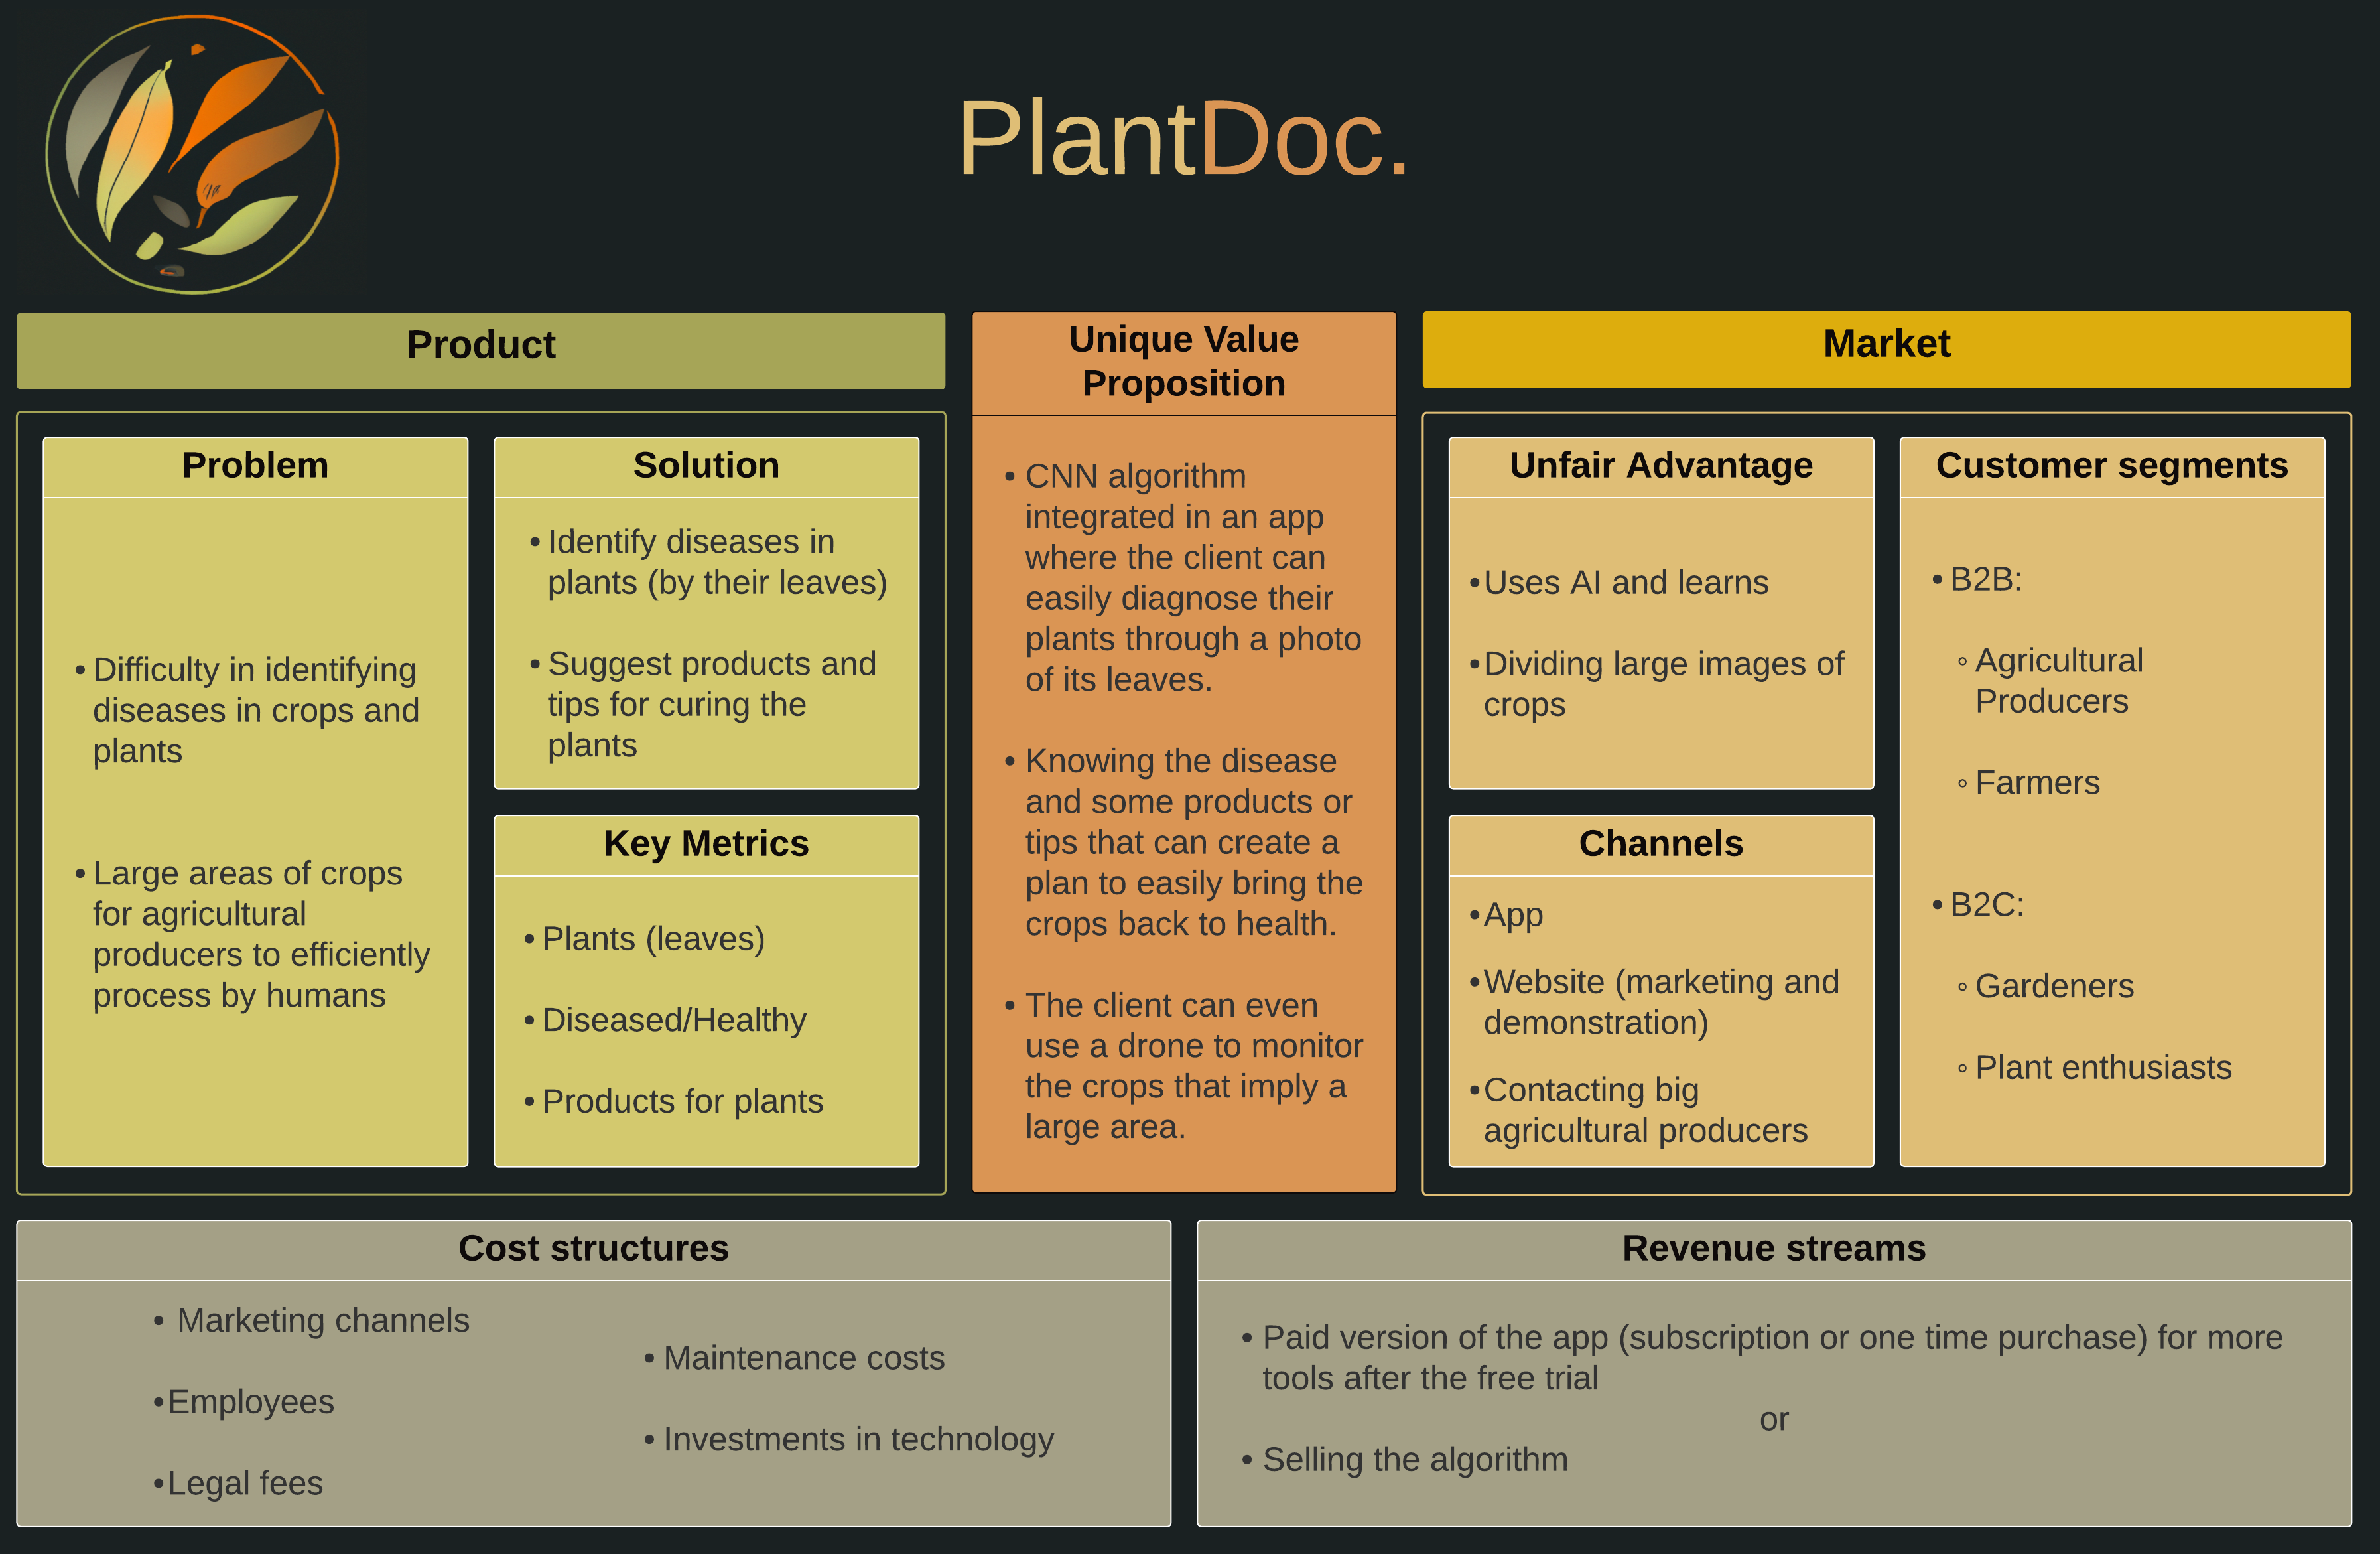 PlantDoc.
Product
Problem
• Difficulty in identifying
diseases in crops and
plants
• Large areas of crops
for agricultural
producers to efficiently
process by humans
Solution
• Identify diseases in
plants (by their leaves)
• Suggest products and
tips for curing the
plants
Key Metrics
• Plants (leaves)
• Diseased/Healthy
• Products for plants
Unique Value
Proposition
• CNN algorithm
integrated in an app
where the client can
easily diagnose their
plants through a photo
of its leaves.
• Knowing the disease
and some products or
tips that can create a
plan to easily bring the
crops back to health.
• The client can even
use a drone to monitor
the crops that imply a
large area.
Market
Unfair Advantage
• Uses AI and learns
• Dividing large images of
crops
Channels
• App
• Website (marketing and
demonstration)
• Contacting big
agricultural producers
Customer segments
• B2B:
◦ Agricultural
Producers
◦ Farmers
• B2C:
◦ Gardeners
◦ Plant enthusiasts
Cost structures
• Marketing channels
• Employees
• Legal fees
• Maintenance costs
• Investments in technology
Revenue streams
• Paid version of the app (subscription or one time purchase) for more
tools after the free trial
or
• Selling the algorithm